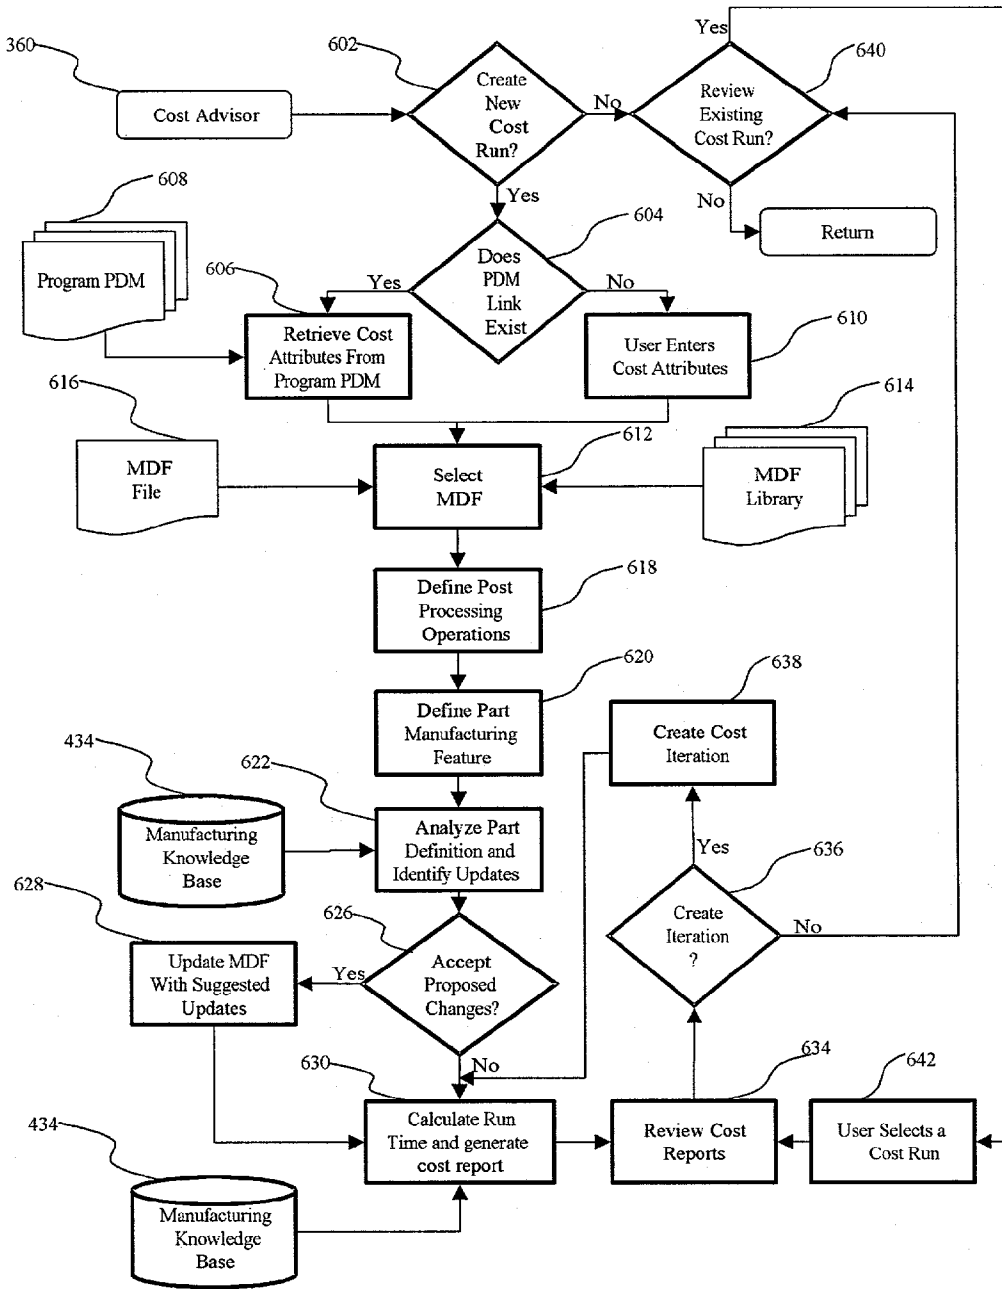 360
602
Yes
640
Cost Advisor
Create
New
Cost
Run?
No
Review
Existing
Cost Run?
608
Yes
604
No
Return
Program PDM
606
Yes
Does
PDM
Link
Exist
No
610
Retrieve Cost
Attributes From
Program PDM
User Enters
Cost Attributes
616
612
614
MDF
File
Select
MDF
MDF
Library
618
Define Post
Processing
Operations
620
638
Define Part
Manufacturing
Feature
Create Cost
Iteration
434
622
Manufacturing
Knowledge
Base
Analyze Part
Definition and
Identify Updates
Yes
636
628
626
Create
Iteration
?
No
Update MDF
With Suggested
Updates
Yes
Accept
Proposed
Changes?
No
630
634
642
Calculate Run
Time and generate
cost report
Review Cost
Reports
User Selects a
Cost Run
434
Manufacturing
Knowledge
Base